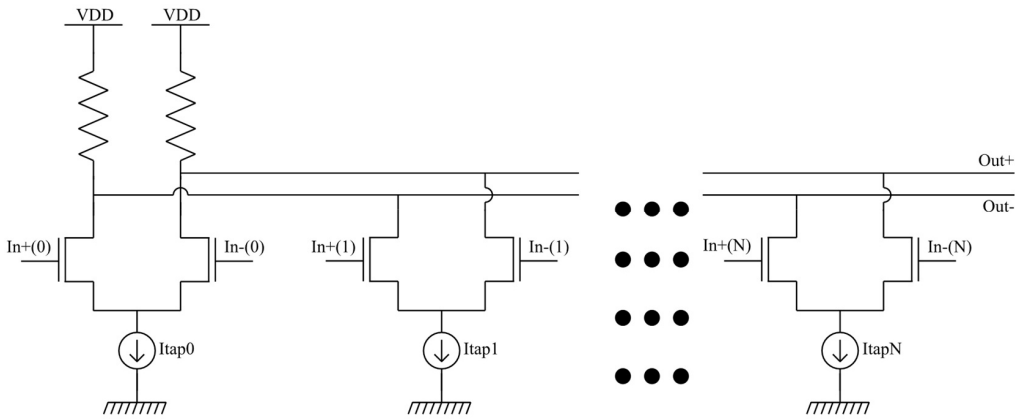 VDD VDD
Out+
Out-
In+(0) In-(0) In+(1) In-(1) In+(N) In-(N)
Itap0 Itap1 ItapN